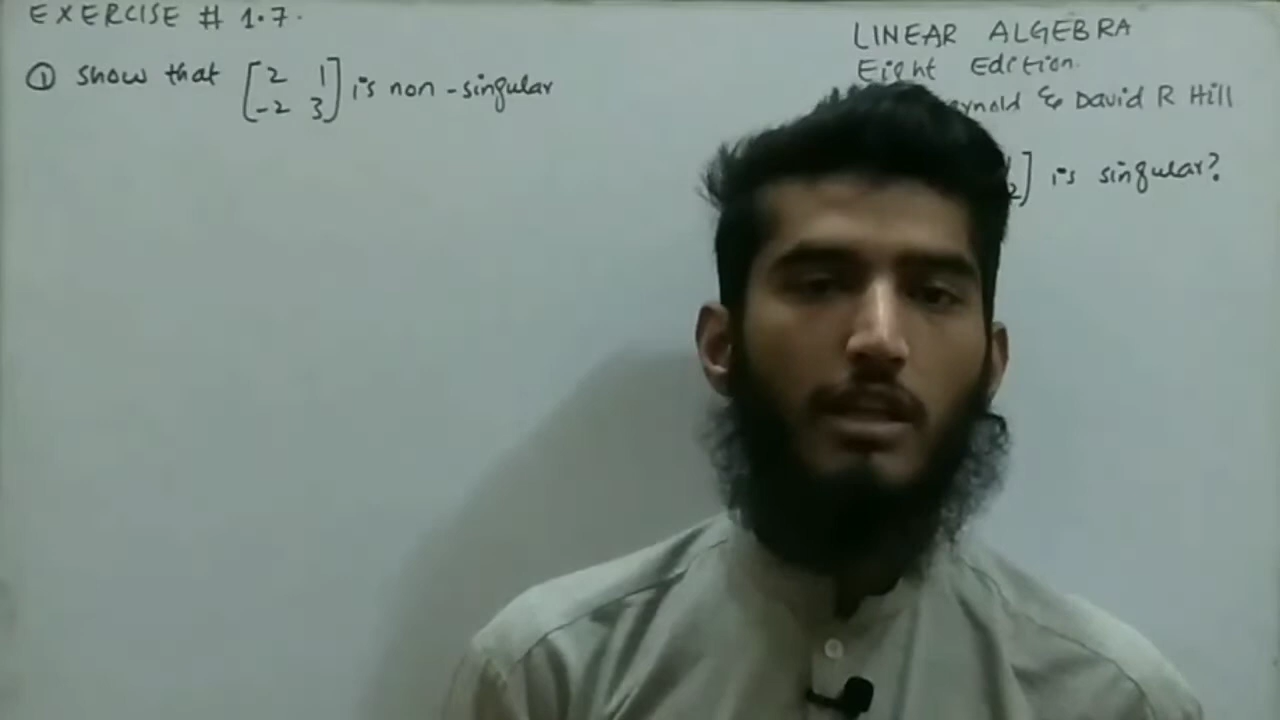 EXERCISE # 1.7.
① show that [2 1] is non-singular
[-2 3]
LINEAR ALGEBRA
Eight Edition.
& David R Hill
is singular?